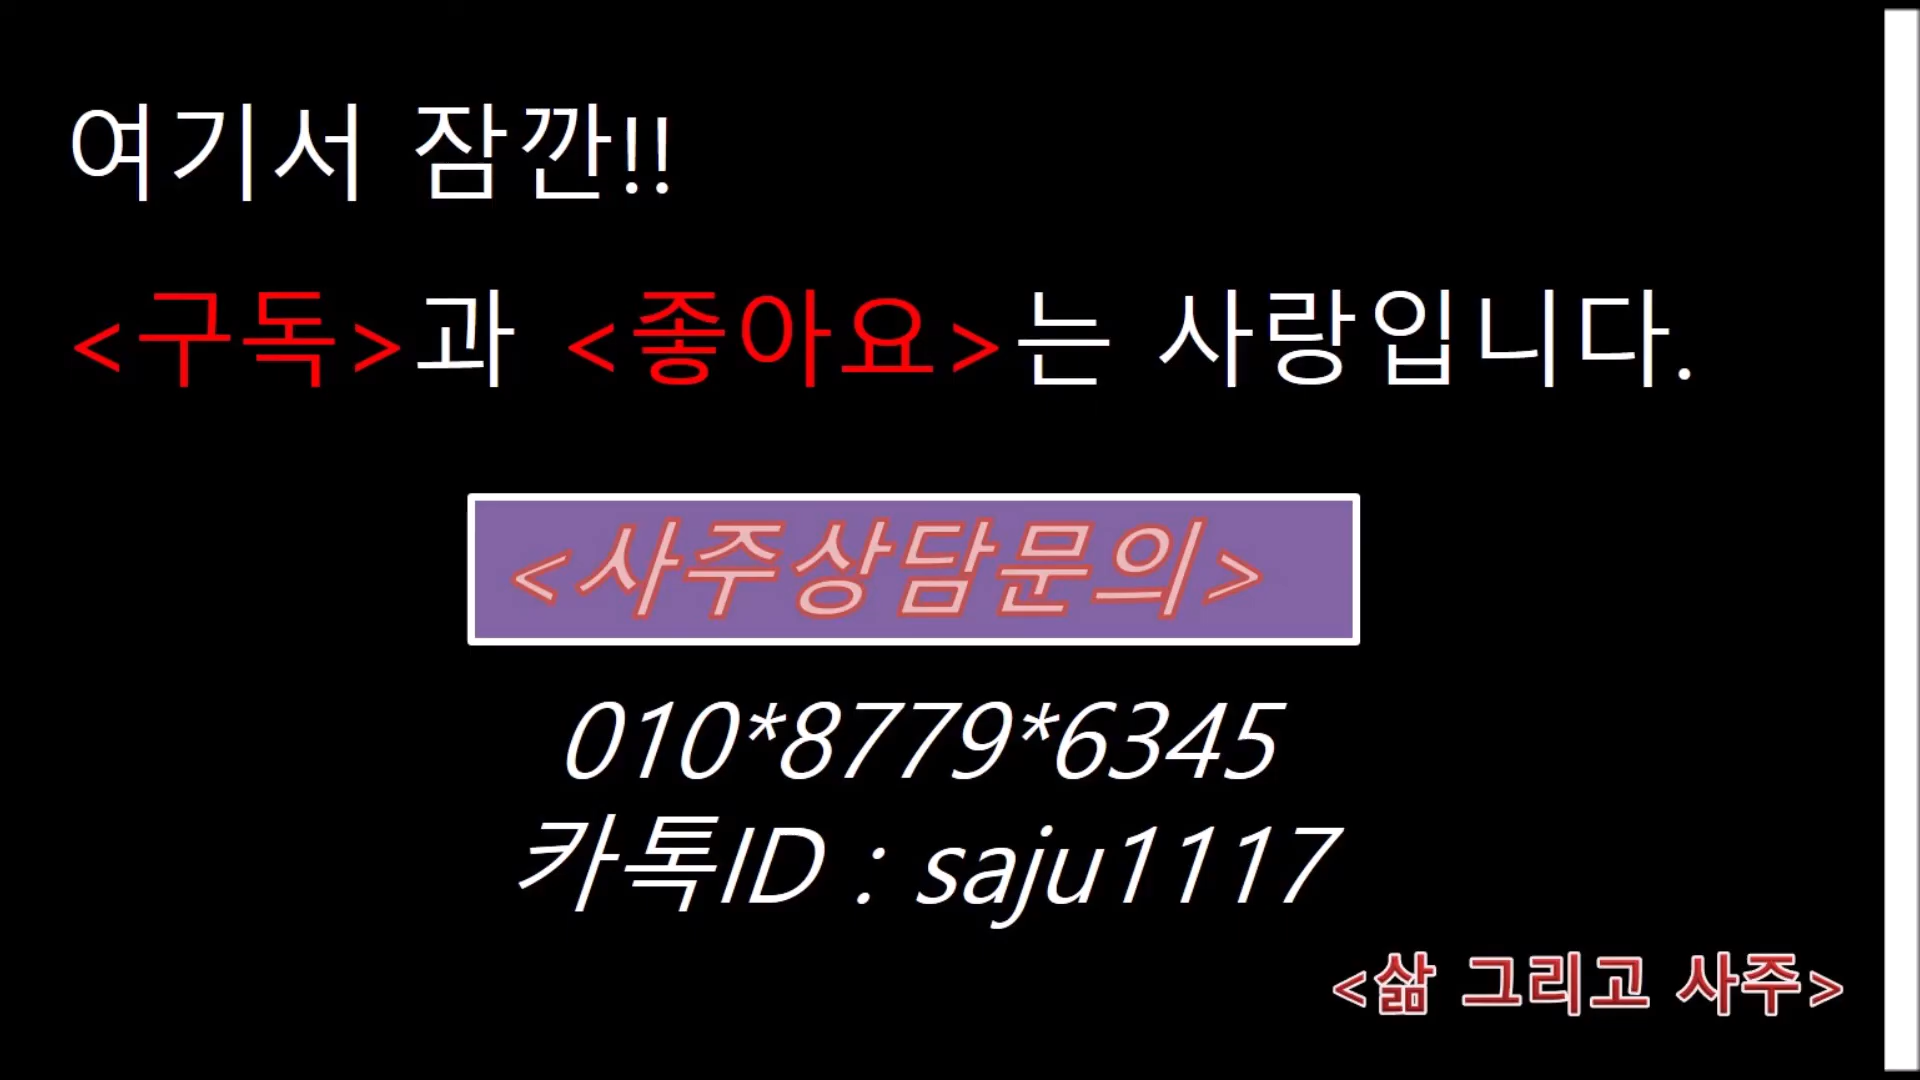 여기서 잠깐!!
<구독>과 <좋아요>는 사랑입니다.
<사주상담문의>
010*8779*6345
카톡ID : saju1117
<삶 그리고 사주>